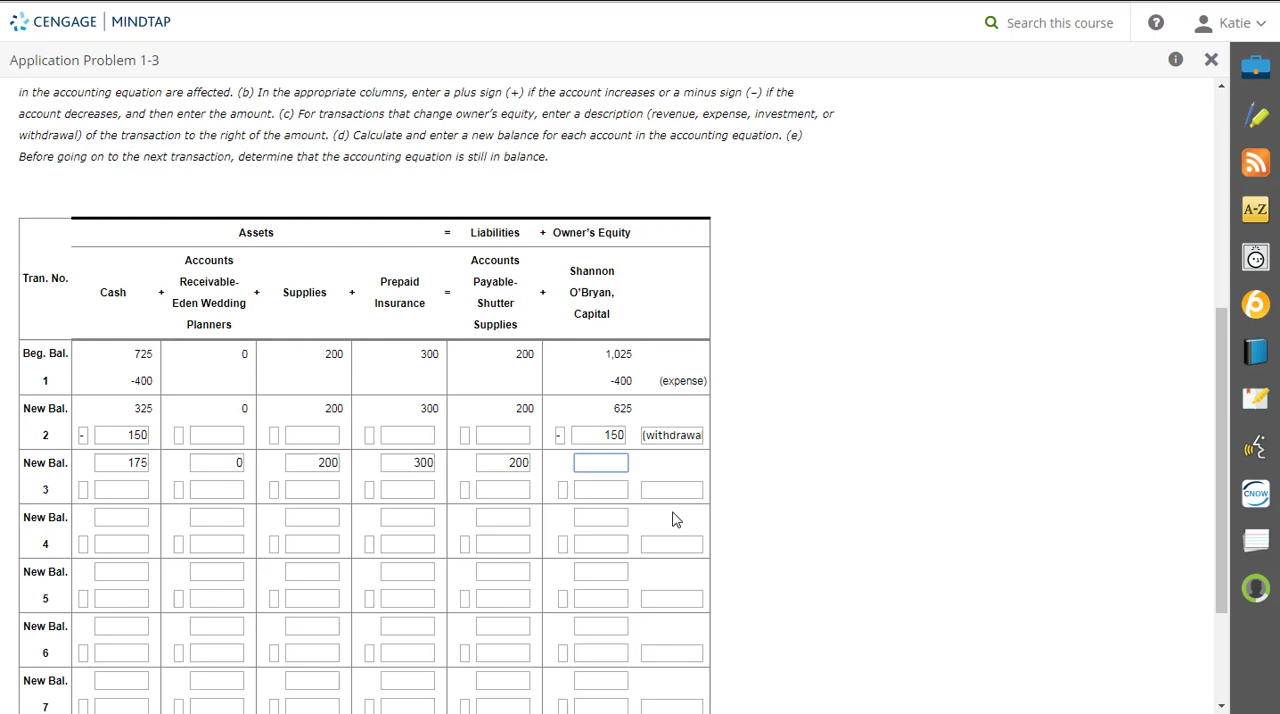 CENGAGE MINDTAP
Search this course
? Katie
Application Problem 1-3
i
in the accounting equation are affected. (b) In the appropriate columns, enter a plus sign (+) if the account increases or a minus sign (–) if the
account decreases, and then enter the amount. (c) For transactions that change owner's equity, enter a description (revenue, expense, investment, or
withdrawal) of the transaction to the right of the amount. (d) Calculate and enter a new balance for each account in the accounting equation. (e)
Before going on to the next transaction, determine that the accounting equation is still in balance.
Assets = Liabilities + Owner's Equity
Tran. No.
Cash
+
Accounts
Receivable-
Eden Wedding
Planners
+
Supplies
+
Prepaid
Insurance
=
Accounts
Payable-
Shutter
Supplies
+
Shannon
O'Bryan,
Capital
Beg. Bal. 725 0 200 300 200 1,025
1 -400 -400 (expense)
New Bal. 325 0 200 300 200 625
2 - 150 - 150 (withdrawal
New Bal. 175 0 200 300 200
3
New Bal.
4
New Bal.
5
New Bal.
6
New Bal.
7
A-Z
CNOW